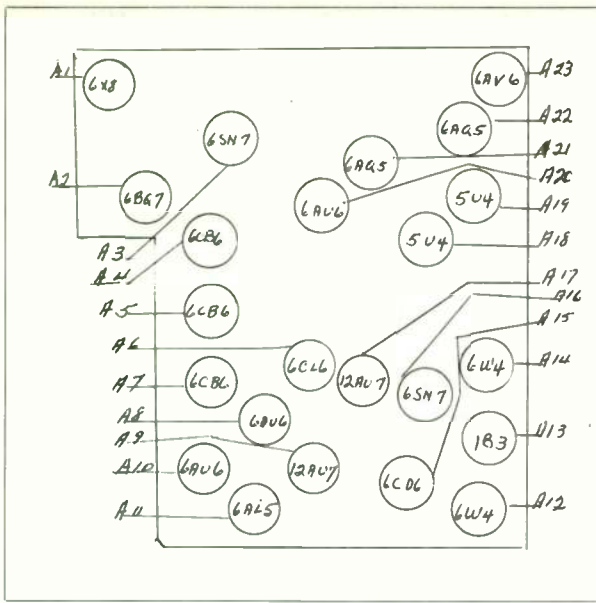 A1
6X8
6AV6
A23
6AQ5
A22
6SN7
A21
6AQ5
A20
A2
6BQ7
6AU6
5U4
A19
6CB6
5U4
A18
A3
A4
A17
A16
A5
6CB6
A15
A6
6CL6
6W4
A14
A7
6CB6
12AU7
6SN7
A8
6AU6
1B3
A13
A9
A10
6AU6
12AU7
6CD6
A11
6AL5
6W4
A12